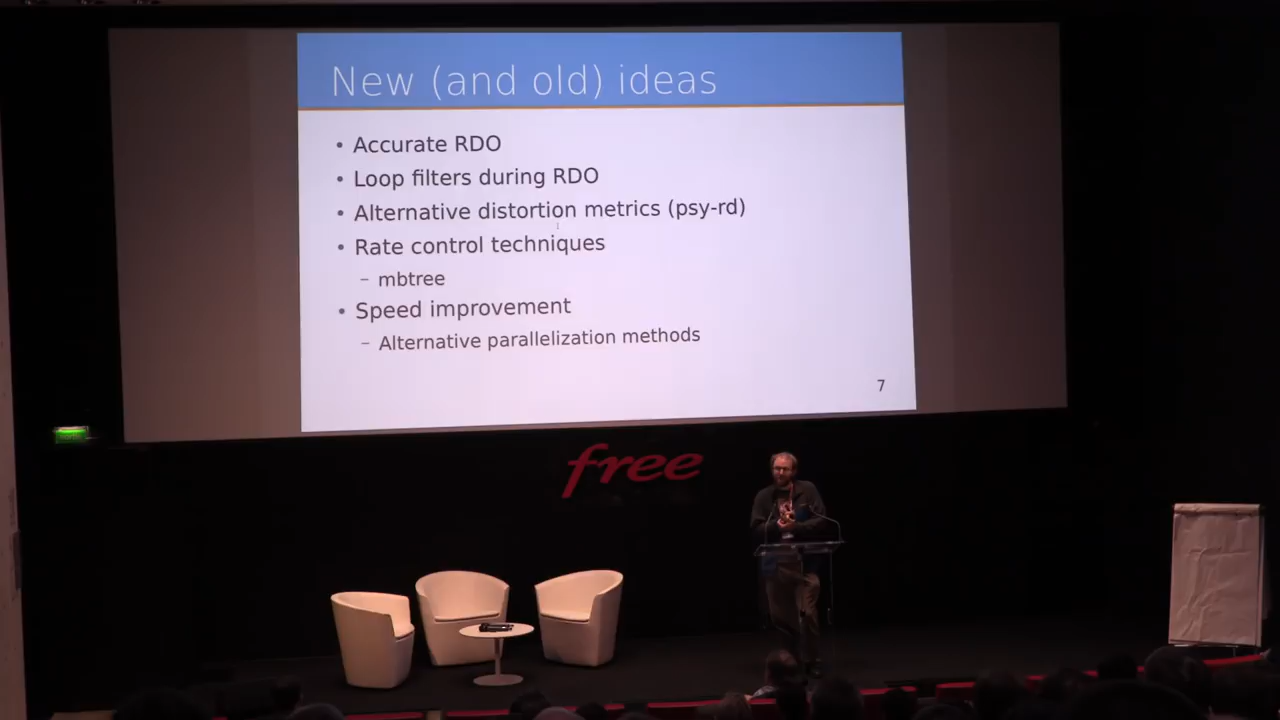 New (and old) ideas
• Accurate RDO
• Loop filters during RDO
• Alternative distortion metrics (psy-rd)
• Rate control techniques
– mbtree
• Speed improvement
– Alternative parallelization methods
7
free